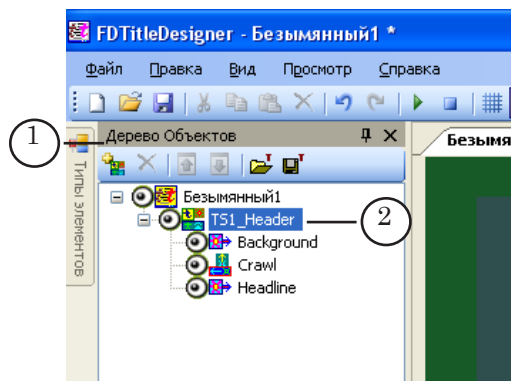 FDTitleDesigner - Безымянный1 *
Файл Правка Вид Просмотр Справка
1
Дерево Объектов
Безымя
Типы элементов
Безымянный1
TS1_Header
2
Background
Crawl
Headline